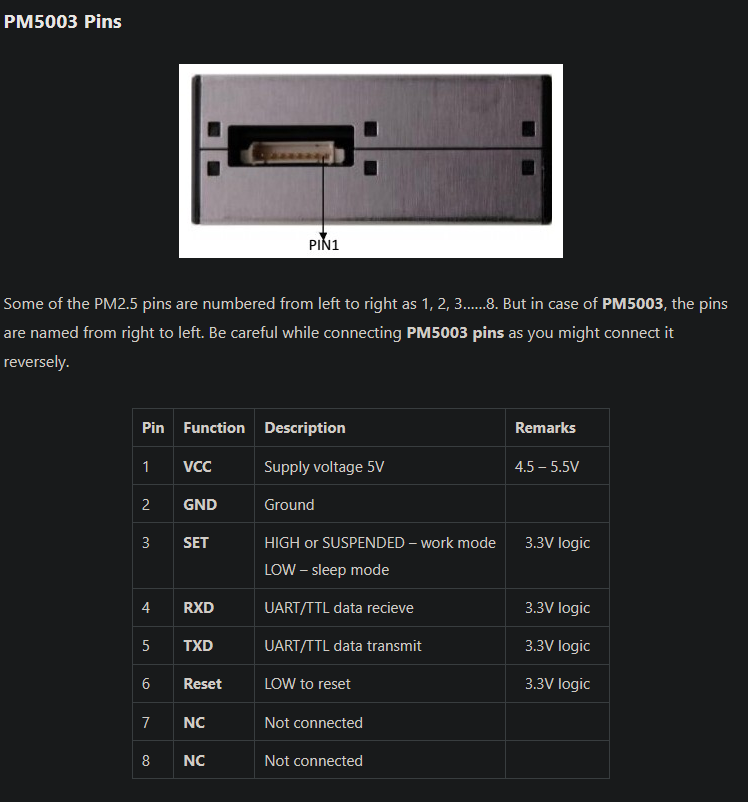 PM5003 Pins
PIN1
Some of the PM2.5 pins are numbered from left to right as 1, 2, 3......8. But in case of PM5003, the pins
are named from right to left. Be careful while connecting PM5003 pins as you might connect it
reversely.
Pin Function Description Remarks
1 VCC Supply voltage 5V 4.5 – 5.5V
2 GND Ground
3 SET HIGH or SUSPENDED – work mode 3.3V logic
LOW – sleep mode
4 RXD UART/TTL data recieve 3.3V logic
5 TXD UART/TTL data transmit 3.3V logic
6 Reset LOW to reset 3.3V logic
7 NC Not connected
8 NC Not connected